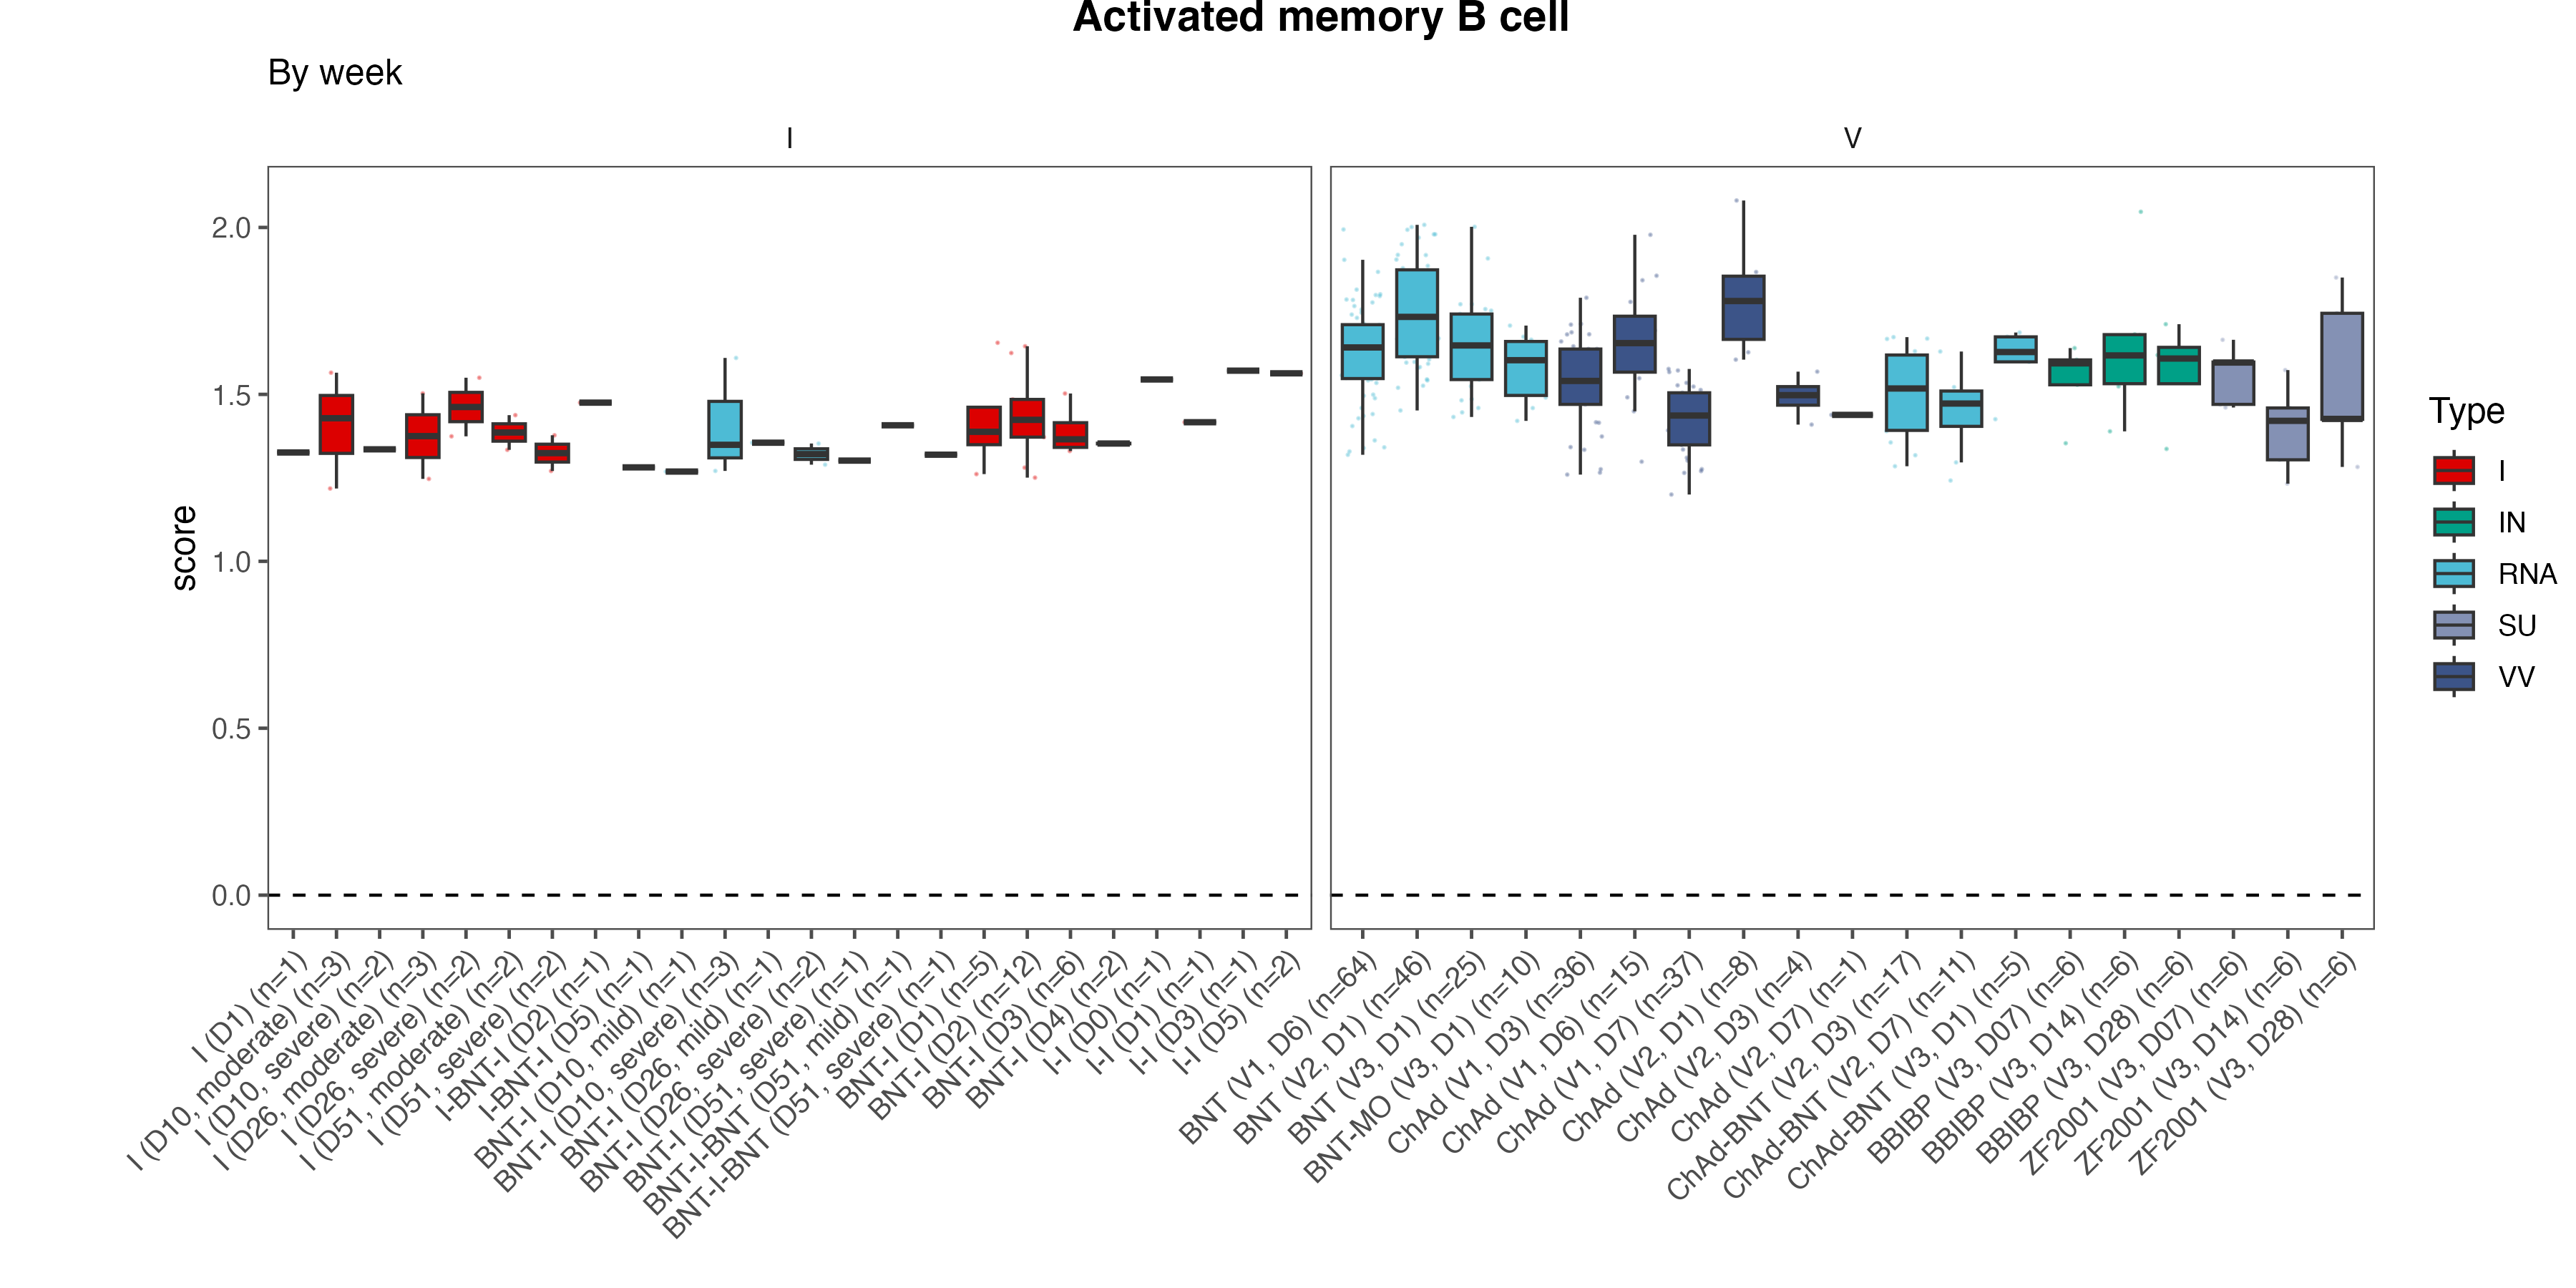 Activated memory B cell
By week
I
V
score
2.0
1.5
1.0
0.5
0.0
I (D1) (n=1)
I (D10, moderate) (n=3)
I (D10, severe) (n=2)
I (D26, moderate) (n=3)
I (D26, severe) (n=2)
I (D51, moderate) (n=2)
I (D51, severe) (n=2)
I-BNT-I (D2) (n=1)
I-BNT-I (D5) (n=1)
BNT-I (D10, mild) (n=1)
BNT-I (D10, severe) (n=3)
BNT-I (D26, mild) (n=1)
BNT-I (D26, severe) (n=2)
BNT-I (D51, severe) (n=1)
BNT-I-BNT (D51, mild) (n=1)
BNT-I-BNT (D51, severe) (n=1)
BNT-I (D1) (n=5)
BNT-I (D2) (n=12)
BNT-I (D3) (n=6)
BNT-I (D4) (n=2)
I-I (D0) (n=1)
I-I (D1) (n=1)
I-I (D3) (n=1)
I-I (D5) (n=2)
BNT (V1, D6) (n=64)
BNT (V2, D1) (n=46)
BNT (V3, D1) (n=25)
BNT-MO (V3, D1) (n=10)
ChAd (V1, D3) (n=36)
ChAd (V1, D6) (n=15)
ChAd (V1, D7) (n=37)
ChAd (V2, D1) (n=8)
ChAd (V2, D3) (n=4)
ChAd (V2, D7) (n=1)
ChAd-BNT (V2, D3) (n=17)
ChAd-BNT (V2, D7) (n=11)
ChAd-BNT (V3, D1) (n=5)
BBIBP (V3, D07) (n=6)
BBIBP (V3, D14) (n=6)
BBIBP (V3, D28) (n=6)
ZF2001 (V3, D07) (n=6)
ZF2001 (V3, D14) (n=6)
ZF2001 (V3, D28) (n=6)
Type
I
IN
RNA
SU
VV